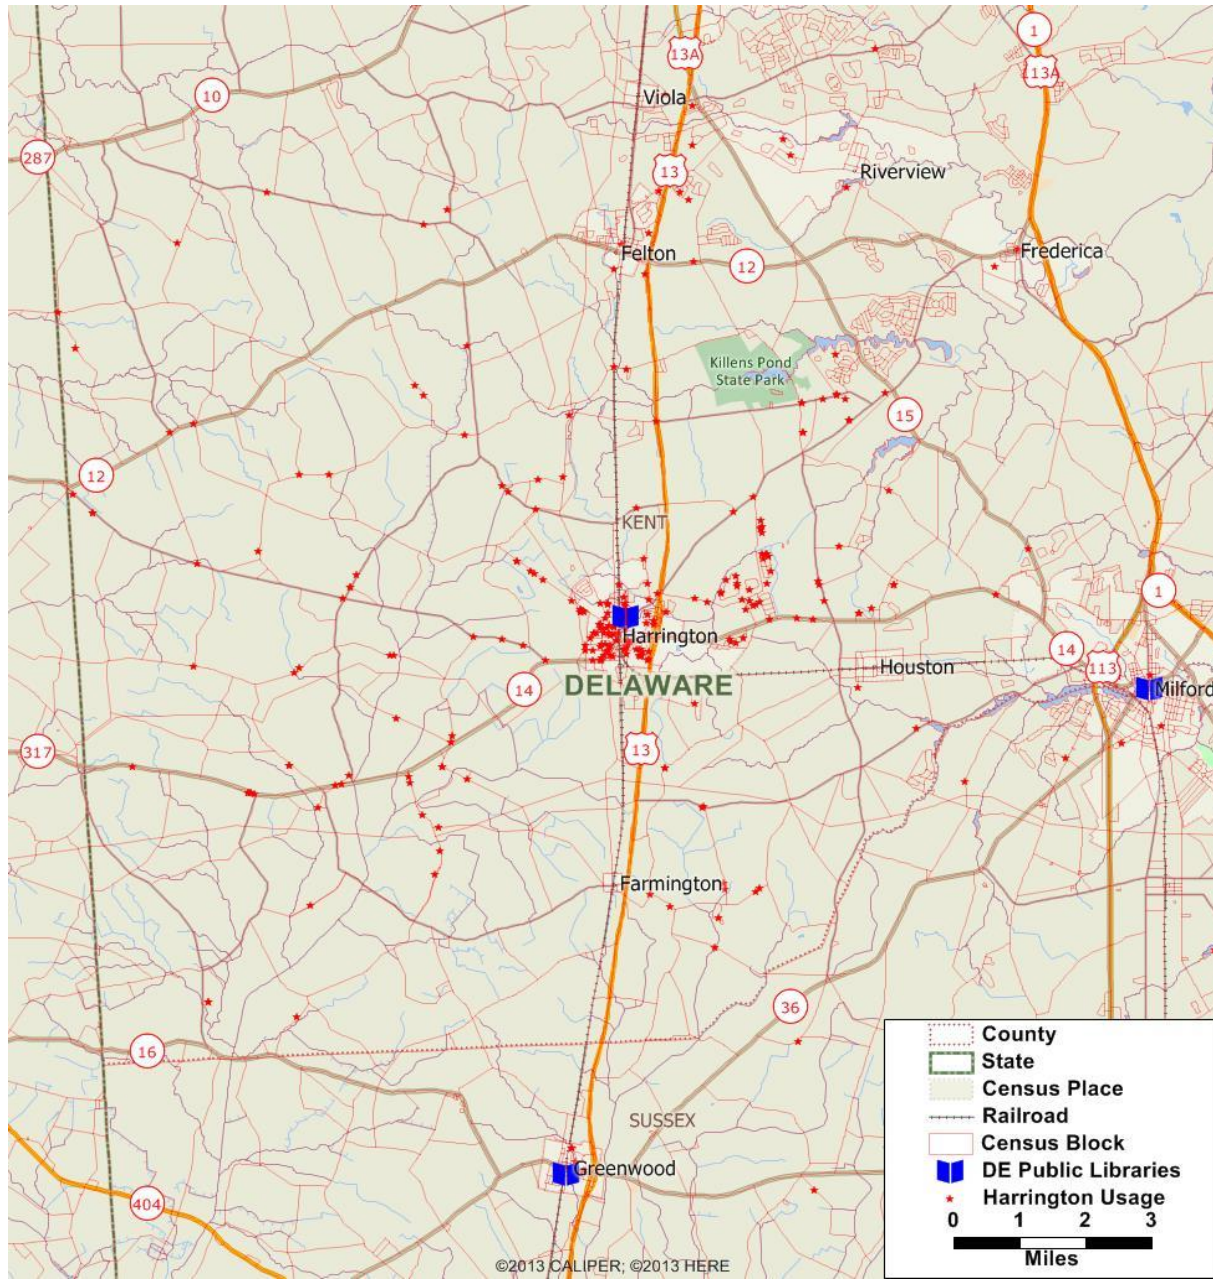 1
13A
113A
10
Viola
287
13
Riverview
Felton
Frederica
12
Killens Pond
State Park
15
12
KENT
1
Harrington
14
Houston
113
DELAWARE
14
Milford
317
13
Farmington
36
16
SUSSEX
Greenwood
404
County
State
Census Place
Railroad
Census Block
DE Public Libraries
Harrington Usage
0 1 2 3
Miles
©2013 CALIPER; ©2013 HERE